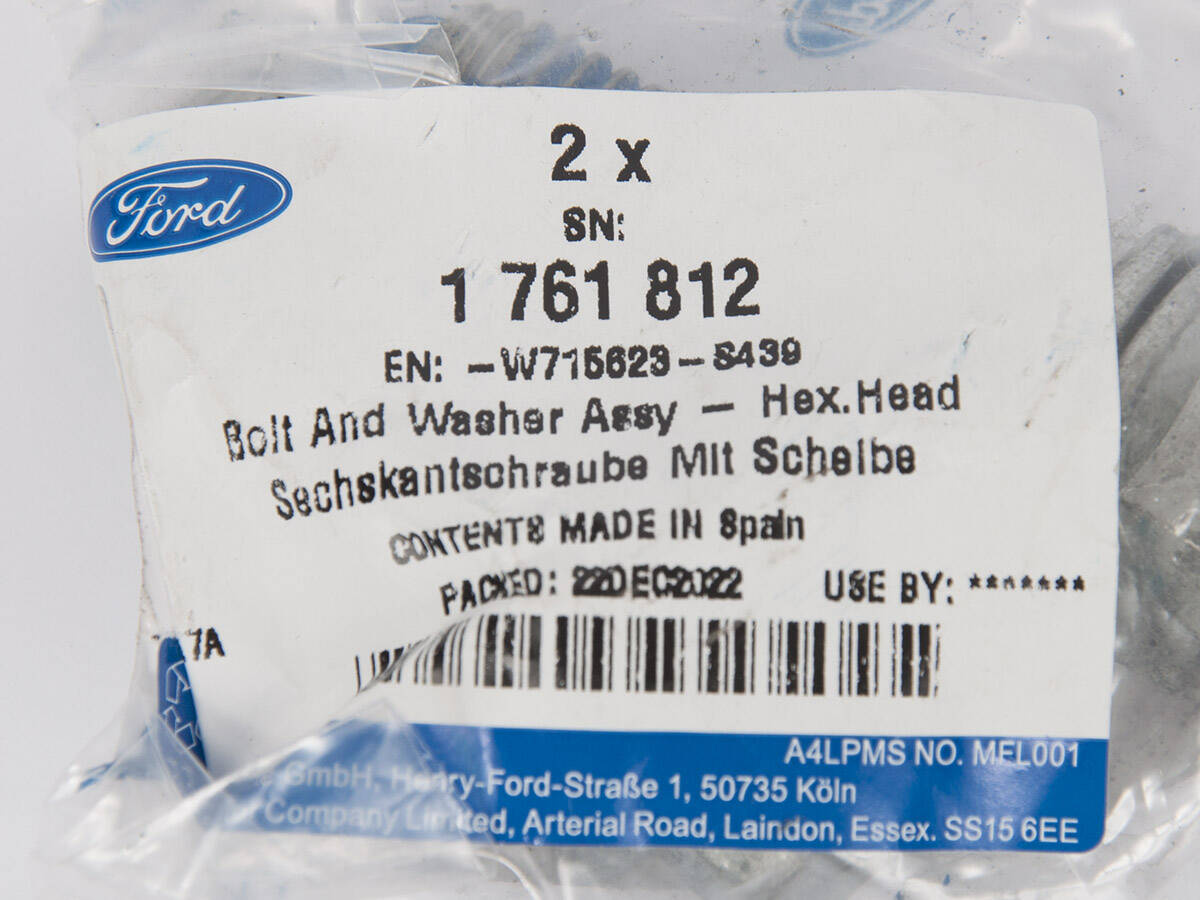 Ford
2 x
SN:
1 761 812
EN: -W715623-S439
Bolt And Washer Assy - Hex.Head
Sechskantschraube Mit Scheibe
CONTENTS MADE IN Spain
PACKED: 22DEC2022 USE BY: *******
7A
A4LPMS NO. MFL001
GmbH, Henry-Ford-Straße 1, 50735 Köln
Company Limited, Arterial Road, Laindon, Essex. SS15 6EE